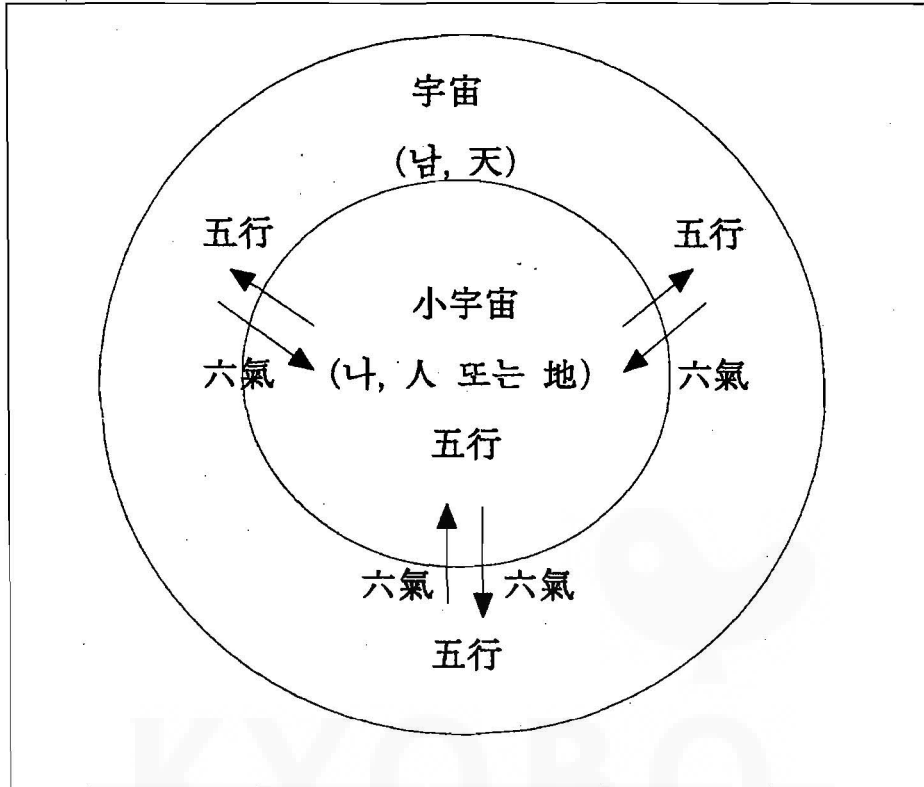 宇宙
(남, 天)
五行 五行
小宇宙
六氣 (나, 人 또는 地) 六氣
五行
六氣 六氣
五行
KYOBO